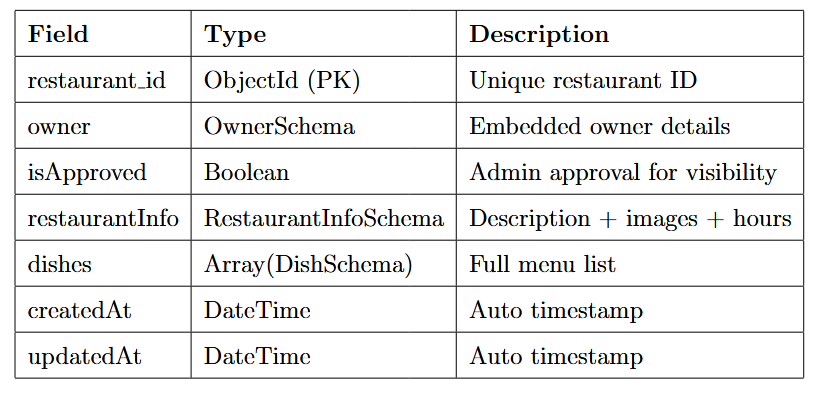 Field Type Description
restaurant_id ObjectId (PK) Unique restaurant ID
owner OwnerSchema Embedded owner details
isApproved Boolean Admin approval for visibility
restaurantInfo RestaurantInfoSchema Description + images + hours
dishes Array(DishSchema) Full menu list
createdAt DateTime Auto timestamp
updatedAt DateTime Auto timestamp